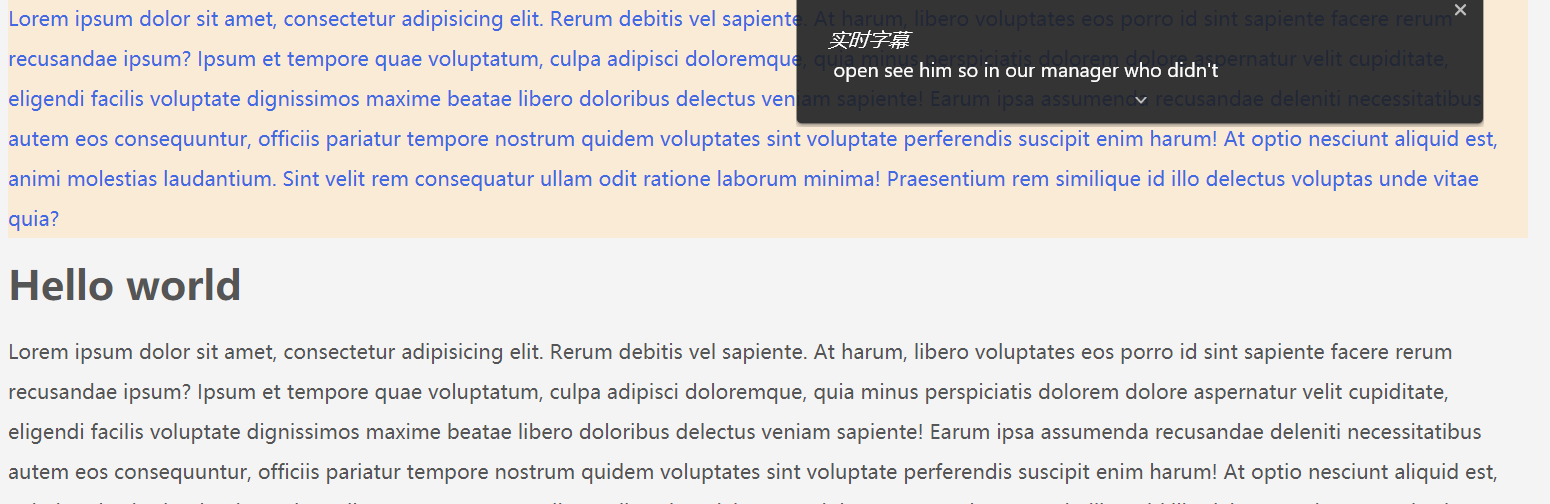 Lorem ipsum dolor sit amet, consectetur adipisicing elit. Rerum debitis vel sapiente. At harum, libero voluptates eos porro id sint sapiente facere rerum
recusandae ipsum? Ipsum et tempore quae voluptatum, culpa adipisci doloremque, quia minus perspiciatis dolorem dolore aspernatur velit cupiditate,
eligendi facilis voluptate dignissimos maxime beatae libero doloribus delectus veniam sapiente! Earum ipsa assumenda recusandae deleniti necessitatibus
autem eos consequuntur, officiis pariatur tempore nostrum quidem voluptates sint voluptate perferendis suscipit enim harum! At optio nesciunt aliquid est,
animi molestias laudantium. Sint velit rem consequatur ullam odit ratione laborum minima! Praesentium rem similique id illo delectus voluptas unde vitae
quia?
实时字幕
open see him so in our manager who didn't
Hello world
Lorem ipsum dolor sit amet, consectetur adipisicing elit. Rerum debitis vel sapiente. At harum, libero voluptates eos porro id sint sapiente facere rerum
recusandae ipsum? Ipsum et tempore quae voluptatum, culpa adipisci doloremque, quia minus perspiciatis dolorem dolore aspernatur velit cupiditate,
eligendi facilis voluptate dignissimos maxime beatae libero doloribus delectus veniam sapiente! Earum ipsa assumenda recusandae deleniti necessitatibus
autem eos consequuntur, officiis pariatur tempore nostrum quidem voluptates sint voluptate perferendis suscipit enim harum! At optio nesciunt aliquid est,